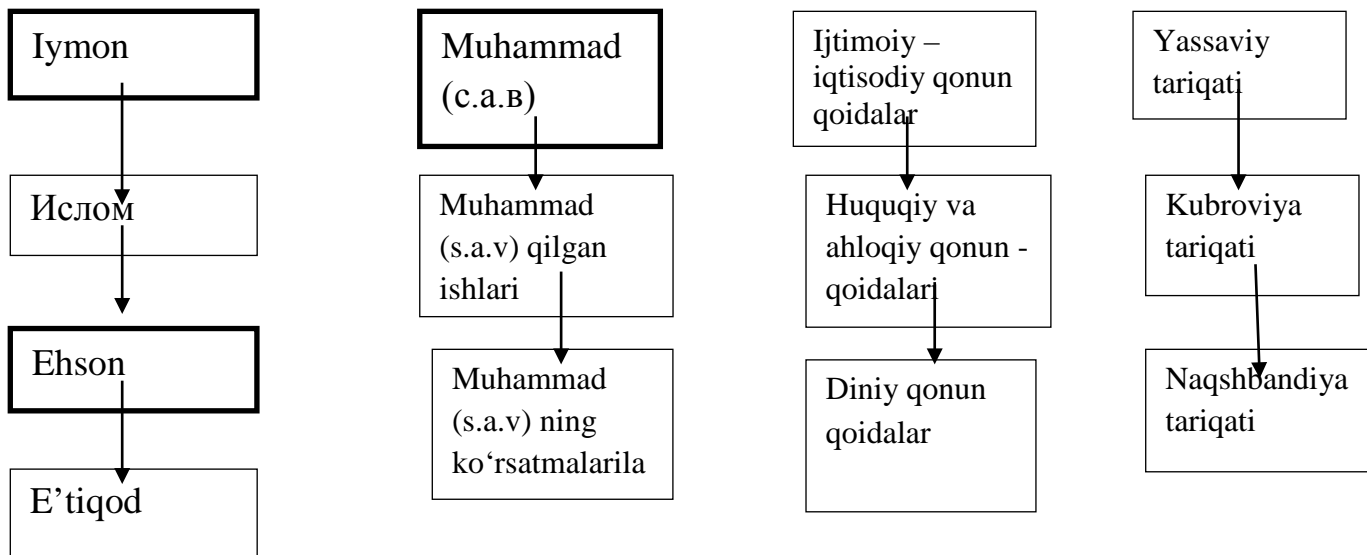 Iymon
Ислом
Ehson
E’tiqod
Muhammad
(с.а.в)
Muhammad
(s.a.v) qilgan
ishlari
Muhammad
(s.a.v) ning
ko‘rsatmalarila
Ijtimoiy –
iqtisodiy qonun
qoidalar
Huquqiy va
ahloqiy qonun -
qoidalari
Diniy qonun
qoidalar
Yassaviy
tariqati
Kubroviya
tariqati
Naqshbandiya
tariqati